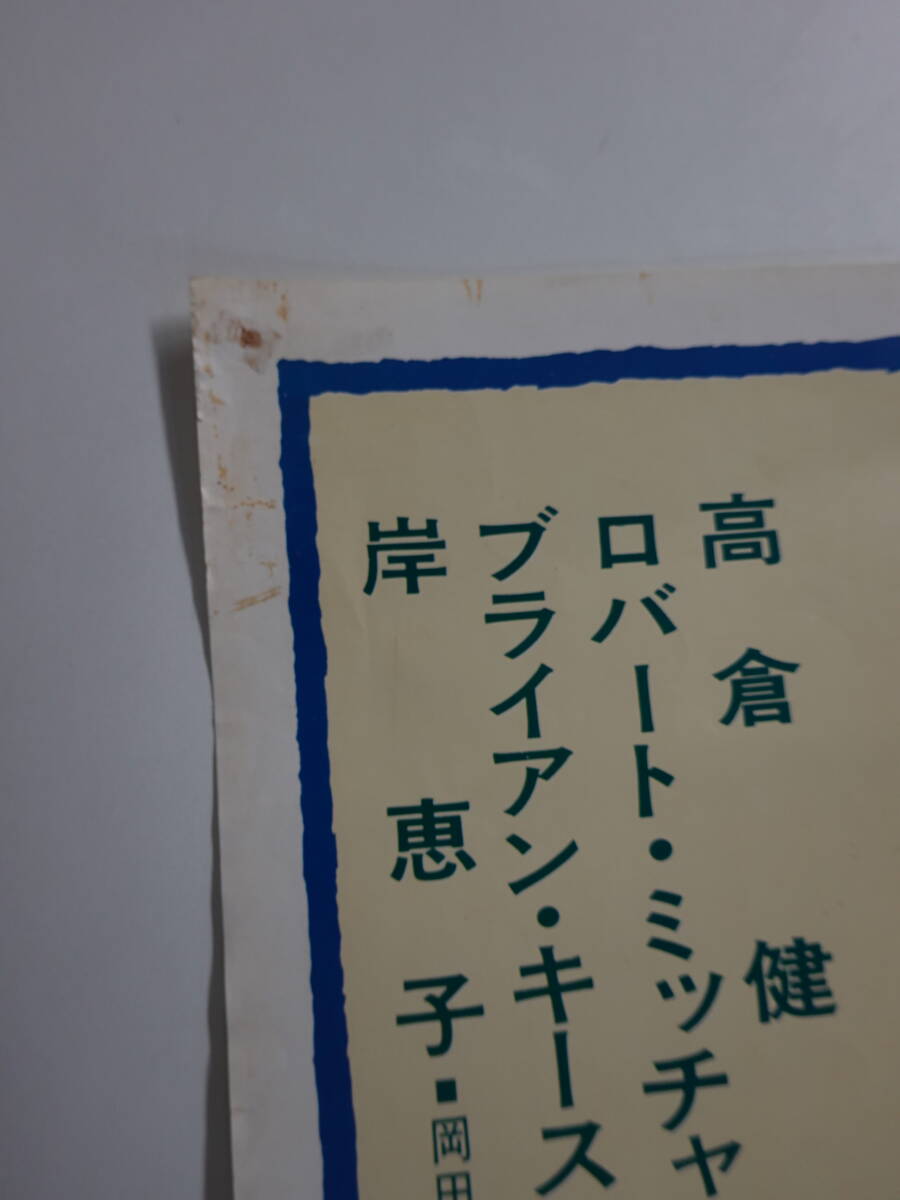 高倉健
ロバート・ミッチャ
ブライアン・キース
岸恵子・岡田